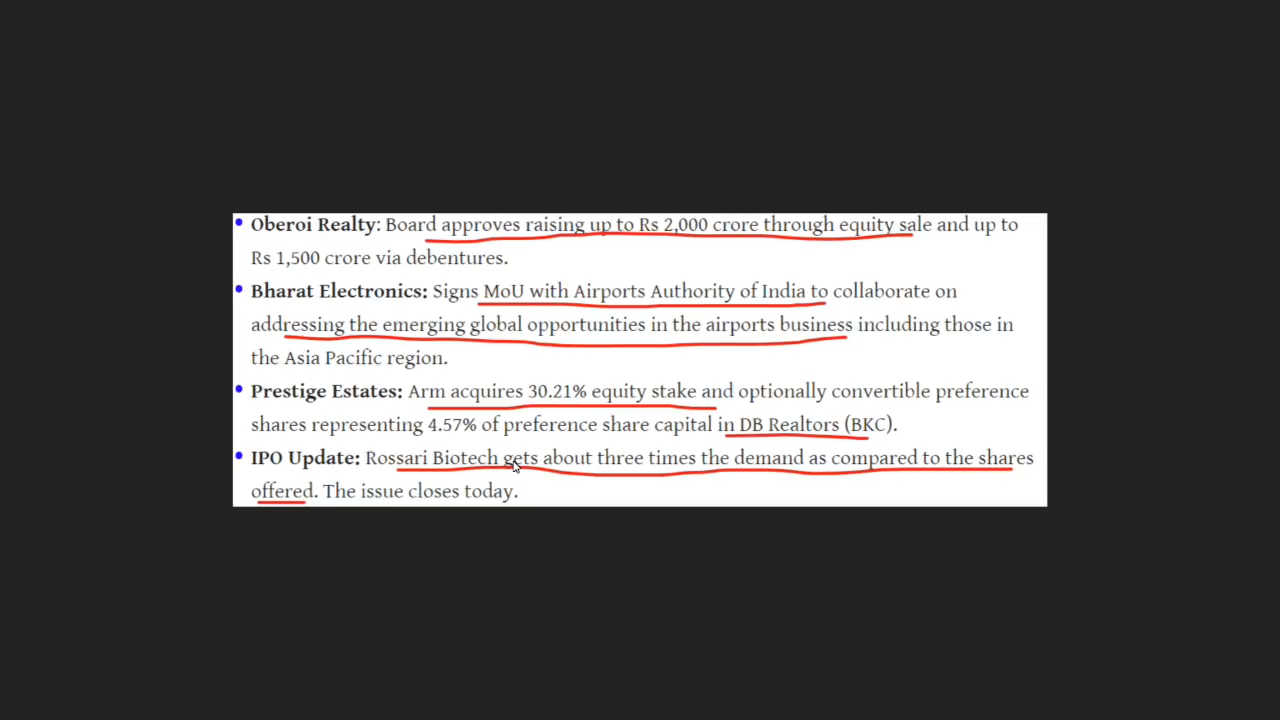 • Oberoi Realty: Board approves raising up to Rs 2,000 crore through equity sale and up to
Rs 1,500 crore via debentures.
• Bharat Electronics: Signs MoU with Airports Authority of India to collaborate on
addressing the emerging global opportunities in the airports business including those in
the Asia Pacific region.
• Prestige Estates: Arm acquires 30.21% equity stake and optionally convertible preference
shares representing 4.57% of preference share capital in DB Realtors (BKC).
• IPO Update: Rossari Biotech gets about three times the demand as compared to the shares
offered. The issue closes today.